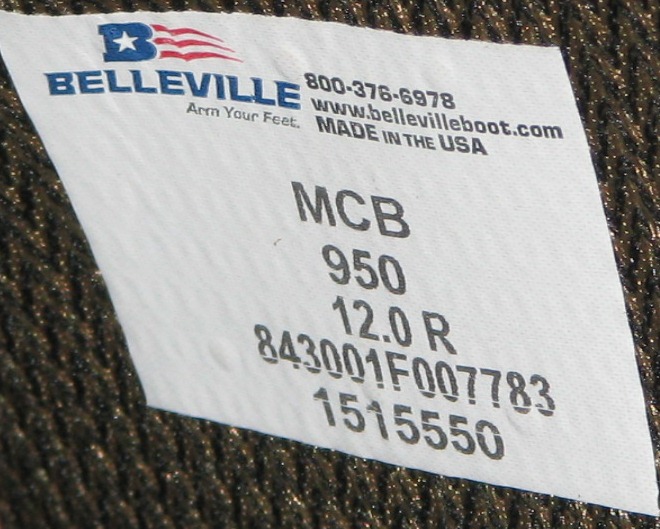 B
BELLEVILLE
Arm Your Feet.
800-376-6978
www.bellevilleboot.com
MADE IN THE USA
MCB
950
12.0 R
843001F007783
1515550